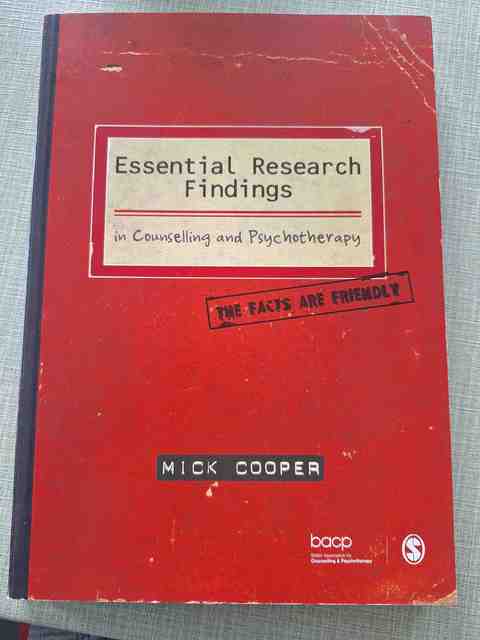 Essential Research
Findings
in Counselling and Psychotherapy
THE FACTS ARE FRIENDLY
MICK COOPER
bacp
British Association for
Counselling & Psychotherapy
S